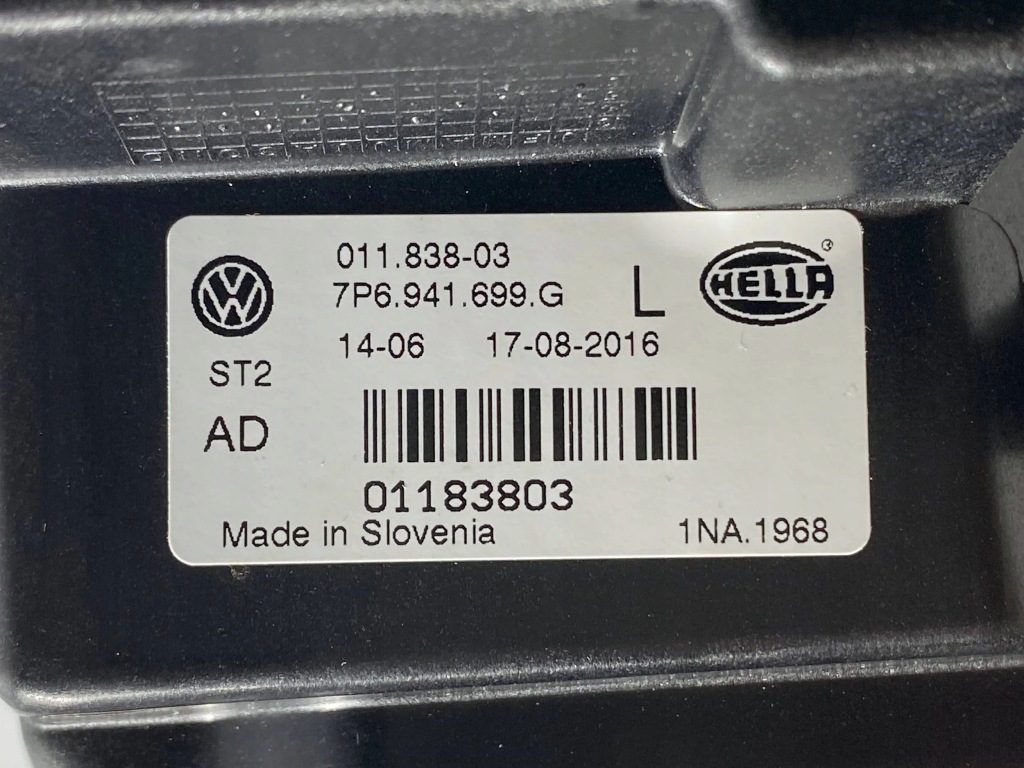 011.838-03
7P6.941.699.G
L
HELLA
®
14-06 17-08-2016
ST2
AD
01183803
Made in Slovenia
1NA.1968